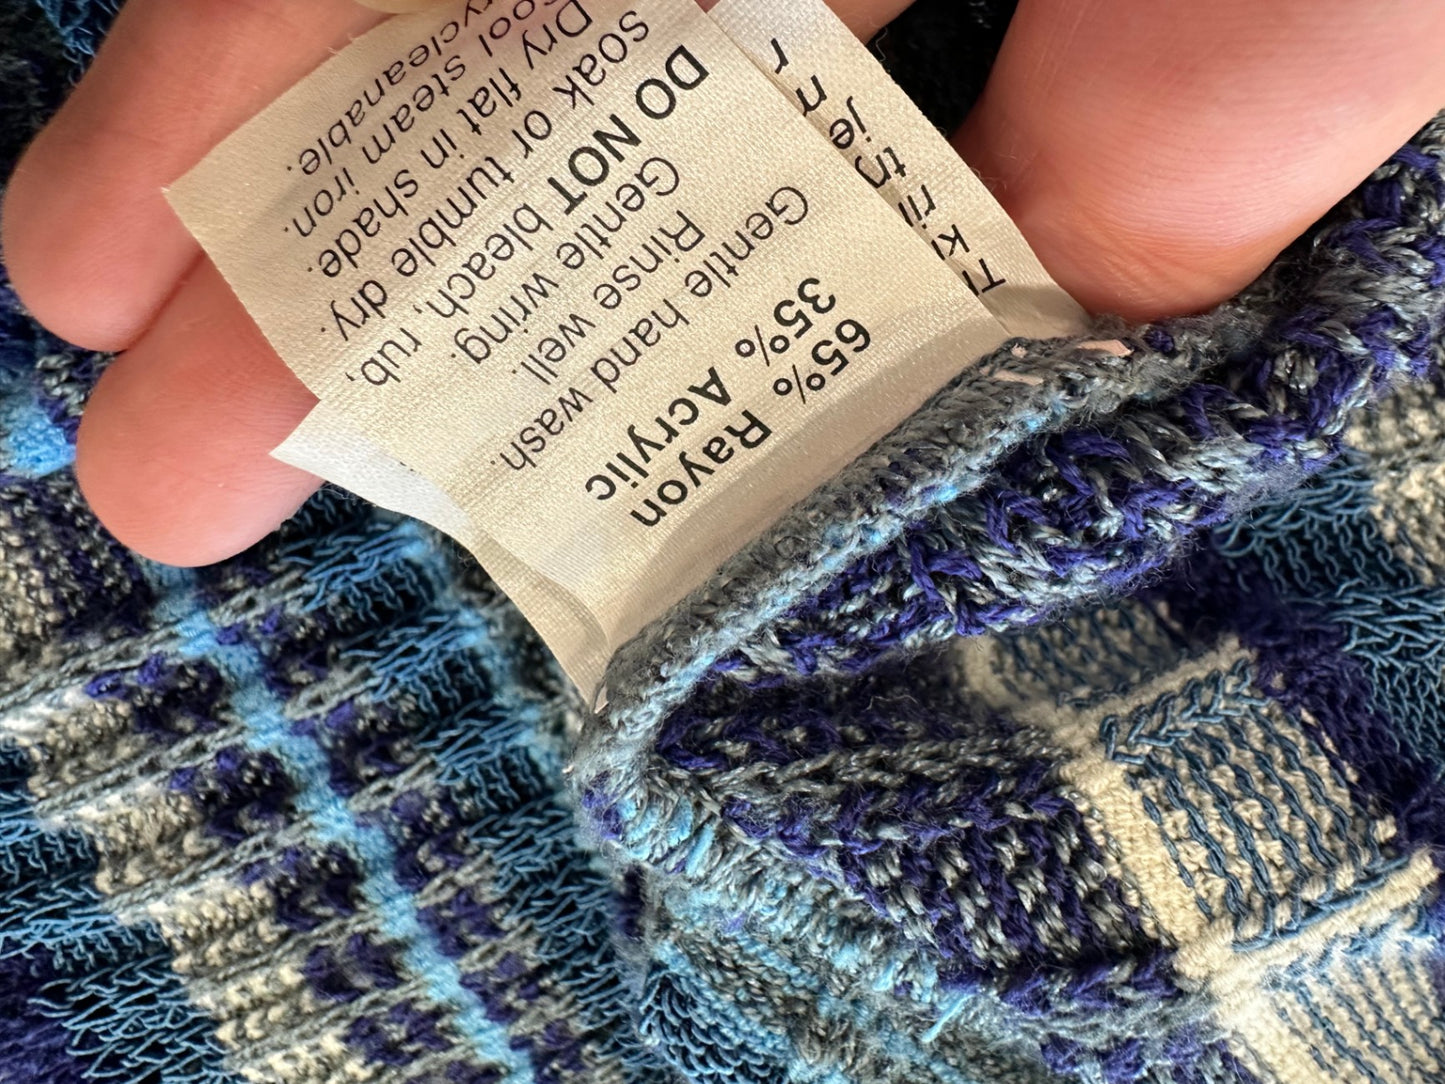 65% Rayon
35% Acrylic
Gentle hand wash.
Rinse well.
Gentle wring.
DO NOT bleach, rub,
soak or tumble dry.
Dry flat in shade.
Cool steam iron.
Drycleanable.